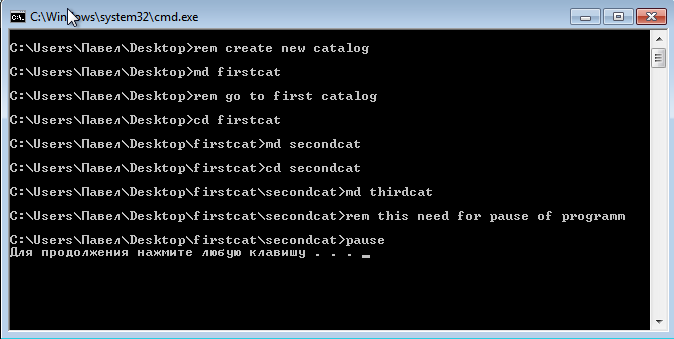 C:\Windows\system32\cmd.exe
C:\Users\Павел\Desktop>rem create new catalog
C:\Users\Павел\Desktop>md firstcat
C:\Users\Павел\Desktop>rem go to first catalog
C:\Users\Павел\Desktop>cd firstcat
C:\Users\Павел\Desktop\firstcat>md secondcat
C:\Users\Павел\Desktop\firstcat>cd secondcat
C:\Users\Павел\Desktop\firstcat\secondcat>md thirdcat
C:\Users\Павел\Desktop\firstcat\secondcat>rem this need for pause of programm
C:\Users\Павел\Desktop\firstcat\secondcat>pause
Для продолжения нажмите любую клавишу . . . _